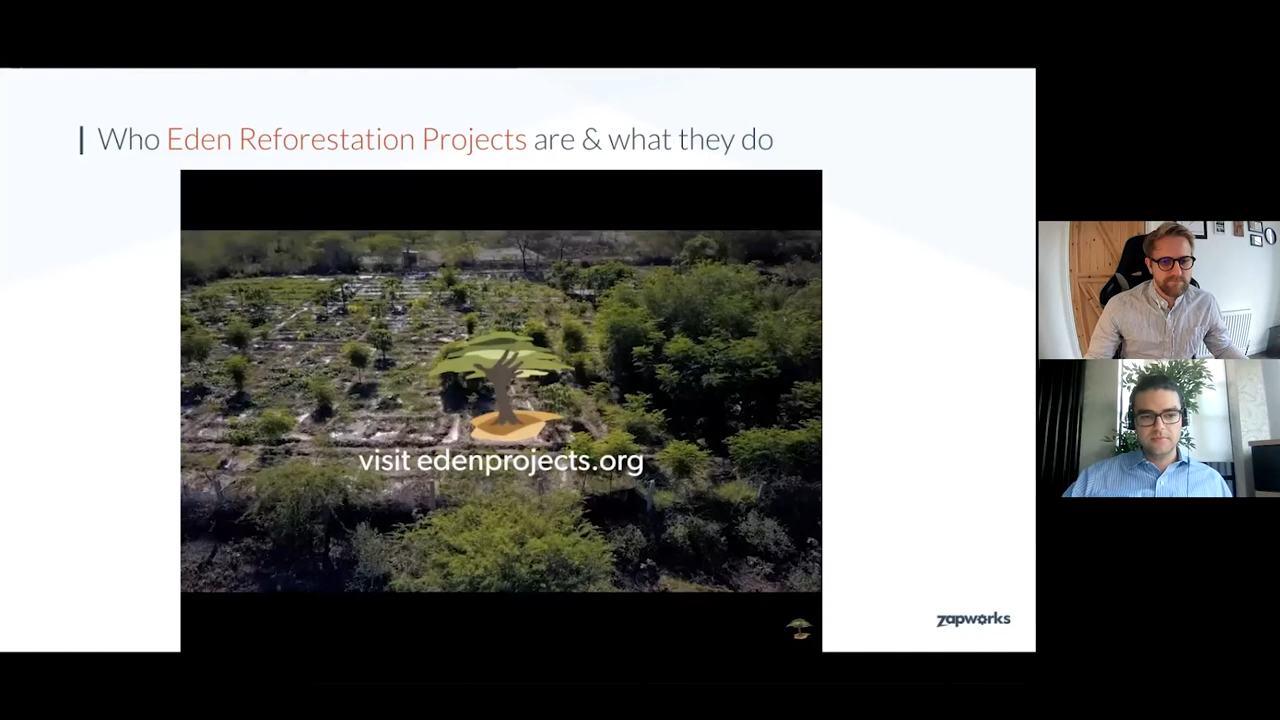 Who Eden Reforestation Projects are & what they do
visit edenprojects.org
zapworks